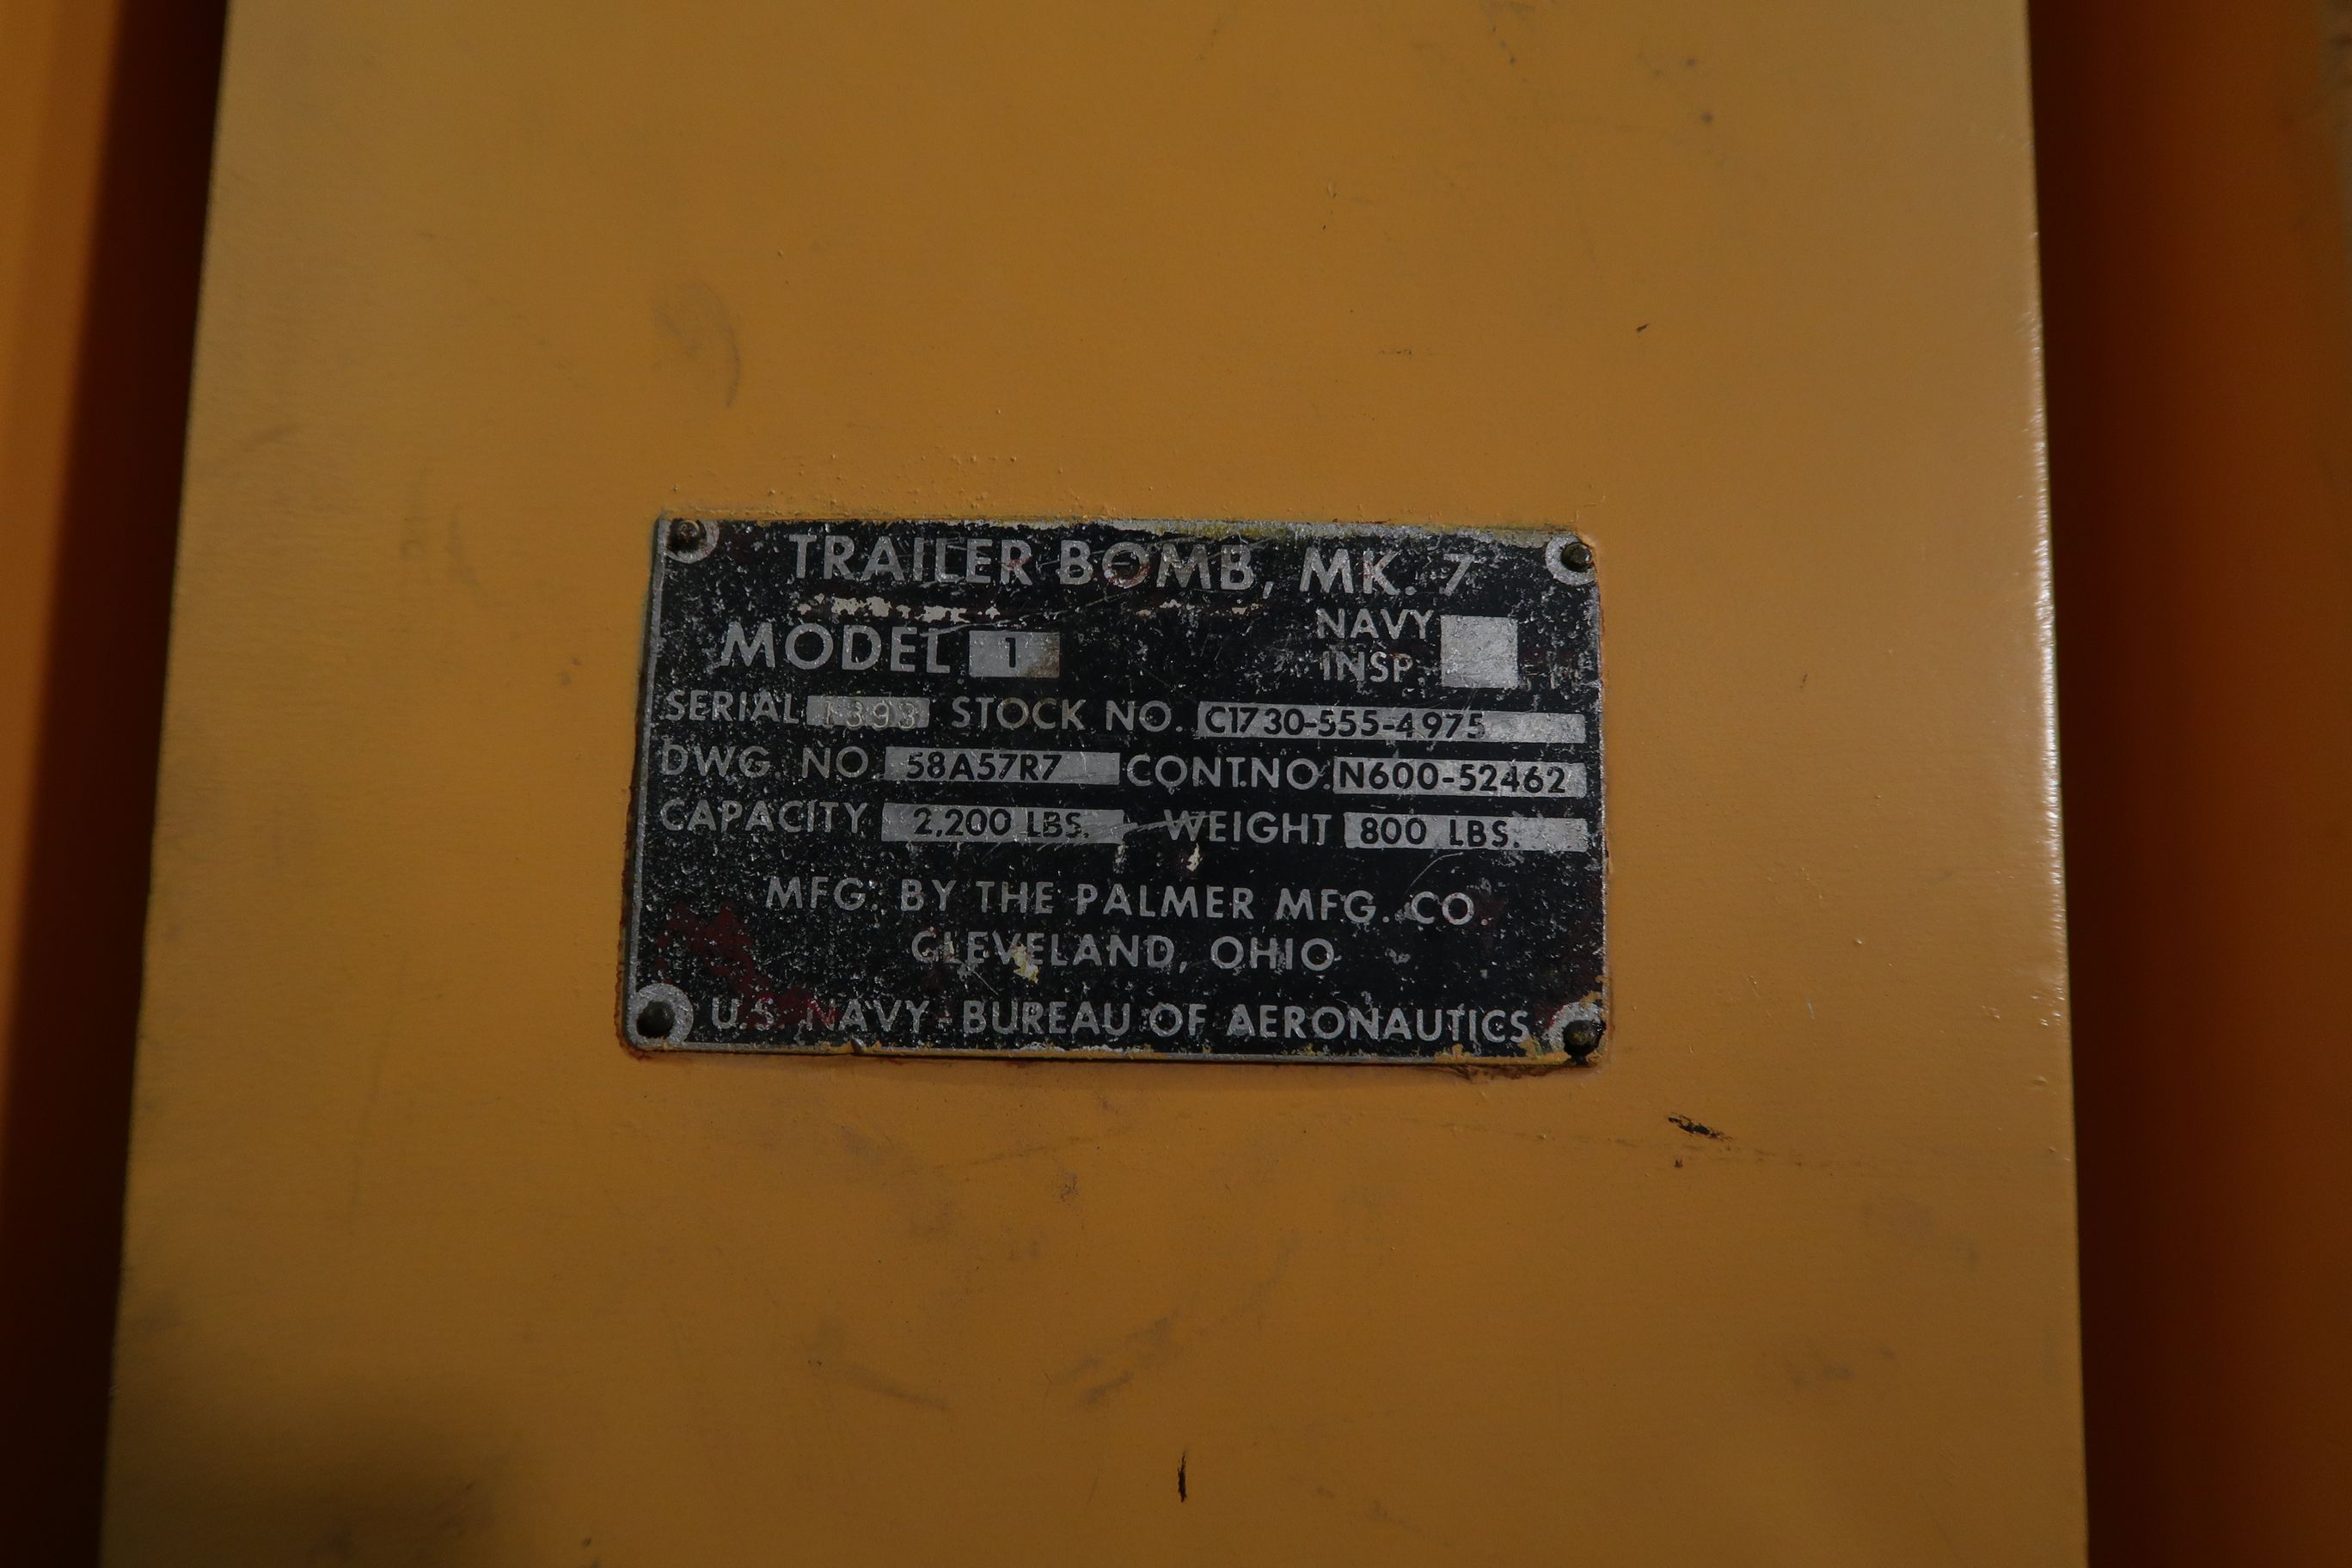 TRAILER BOMB, MK. 7
MODEL 1 NAVY INSP.
SERIAL 1393 STOCK NO. C1730-555-4975
DWG. NO. 58A57R7 CONT.NO. N600-52462
CAPACITY 2,200 LBS. WEIGHT 800 LBS.
MFG. BY THE PALMER MFG. CO.
CLEVELAND, OHIO
U.S. NAVY - BUREAU OF AERONAUTICS